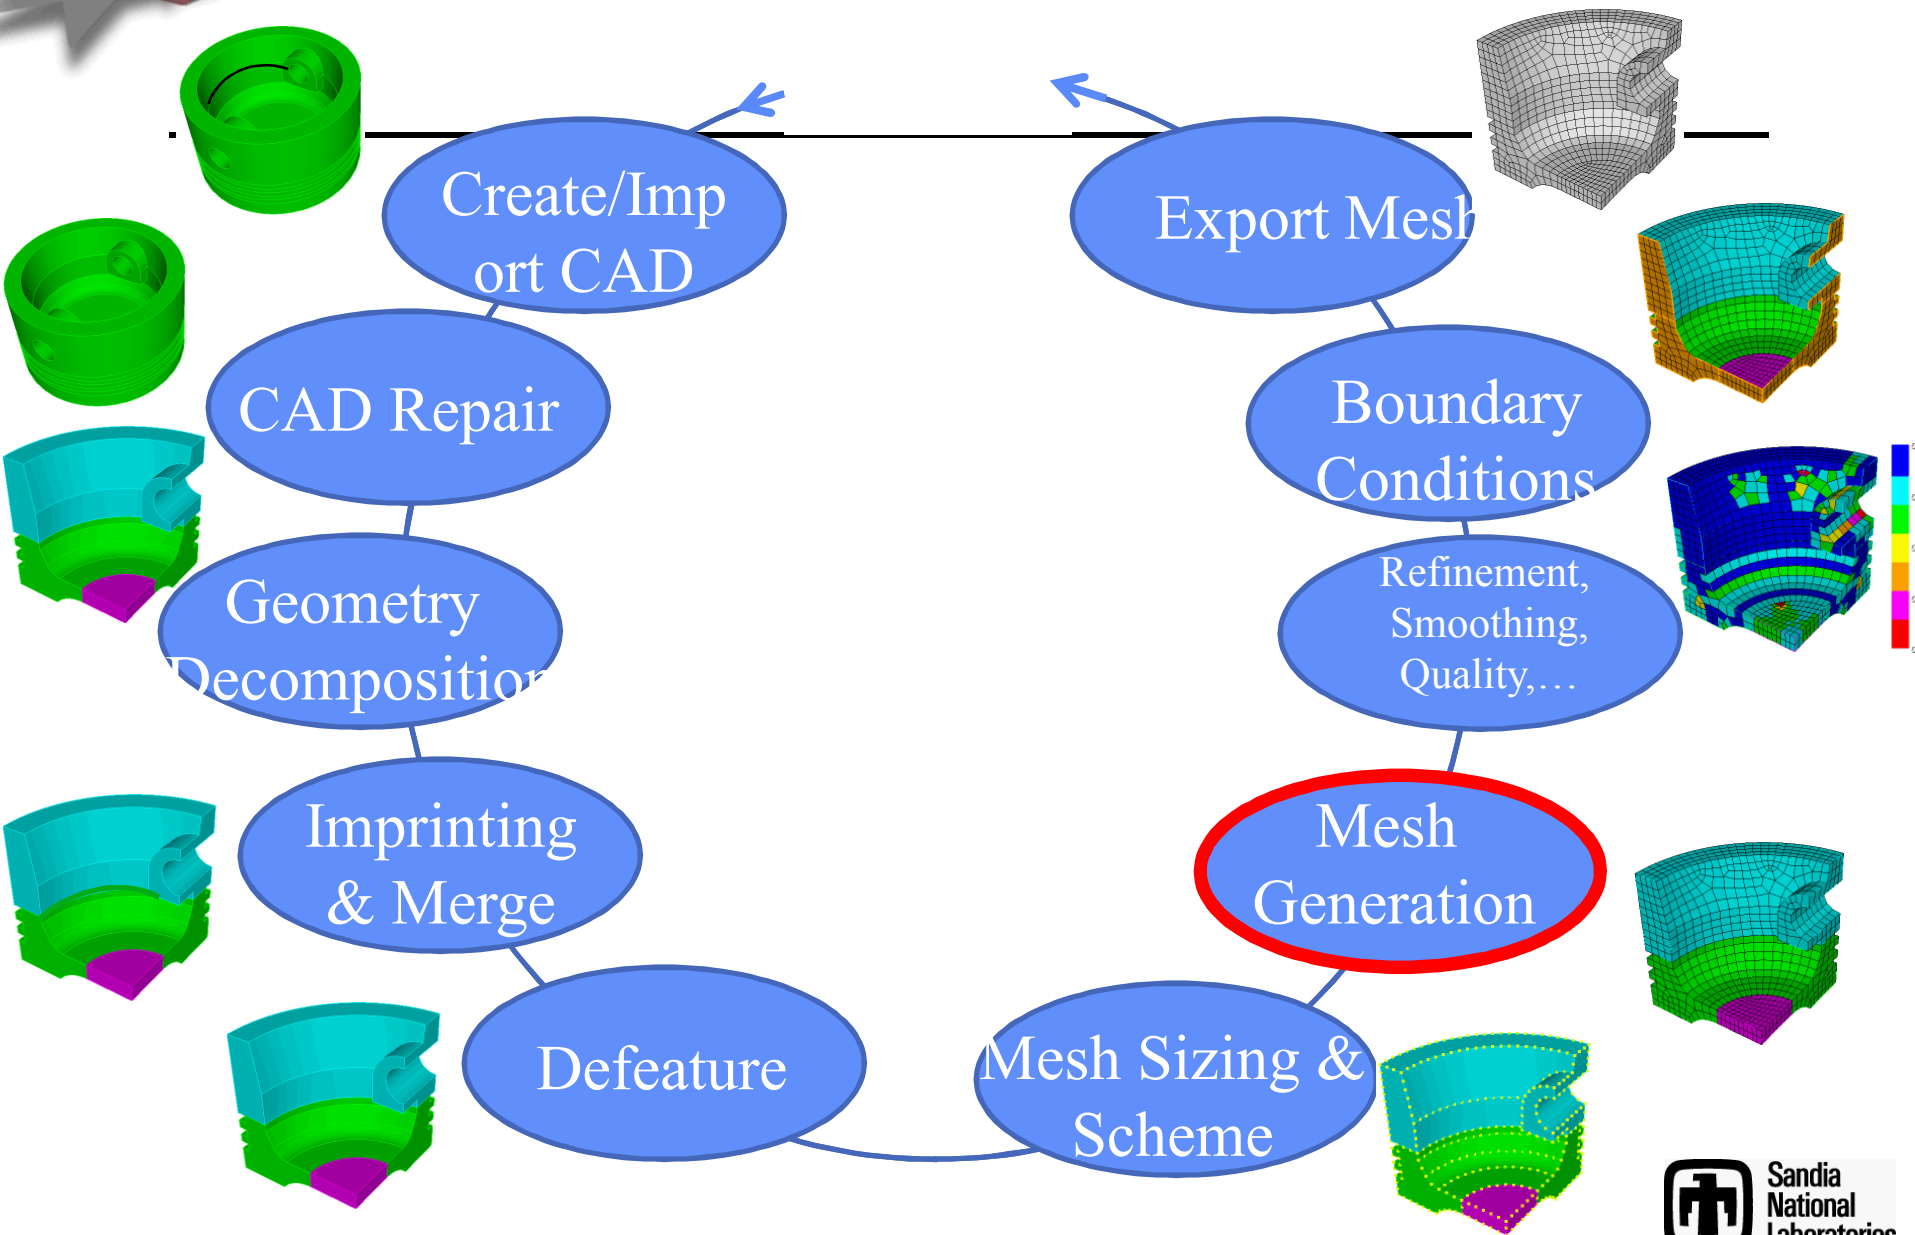 Create/Imp
ort CAD
Export Mesh
CAD Repair
Boundary
Conditions
Geometry
Decomposition
Refinement,
Smoothing,
Quality,…
Imprinting
& Merge
Mesh
Generation
Defeature
Mesh Sizing &
Scheme
Sandia
National
Laboratories